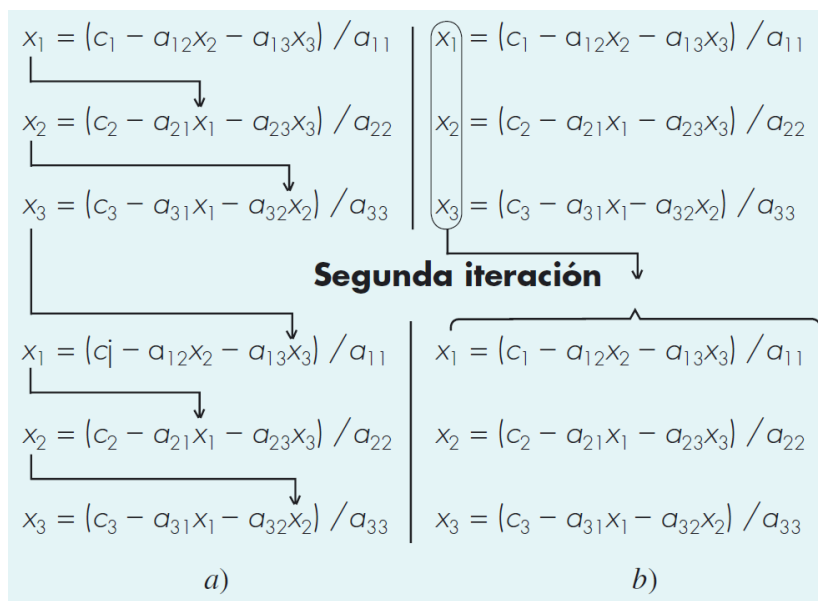 x₁ = (c₁ − a₁₂x₂ − a₁₃x₃) / a₁₁
x₂ = (c₂ − a₂₁x₁ − a₂₃x₃) / a₂₂
x₃ = (c₃ − a₃₁x₁ − a₃₂x₂) / a₃₃
x₁ = (c₁ − a₁₂x₂ − a₁₃x₃) / a₁₁
x₂ = (c₂ − a₂₁x₁ − a₂₃x₃) / a₂₂
x₃ = (c₃ − a₃₁x₁ − a₃₂x₂) / a₃₃
Segunda iteración
x₁ = (cj − a₁₂x₂ − a₁₃x₃) / a₁₁
x₂ = (c₂ − a₂₁x₁ − a₂₃x₃) / a₂₂
x₃ = (c₃ − a₃₁x₁ − a₃₂x₂) / a₃₃
a)
x₁ = (c₁ − a₁₂x₂ − a₁₃x₃) / a₁₁
x₂ = (c₂ − a₂₁x₁ − a₂₃x₃) / a₂₂
x₃ = (c₃ − a₃₁x₁ − a₃₂x₂) / a₃₃
b)